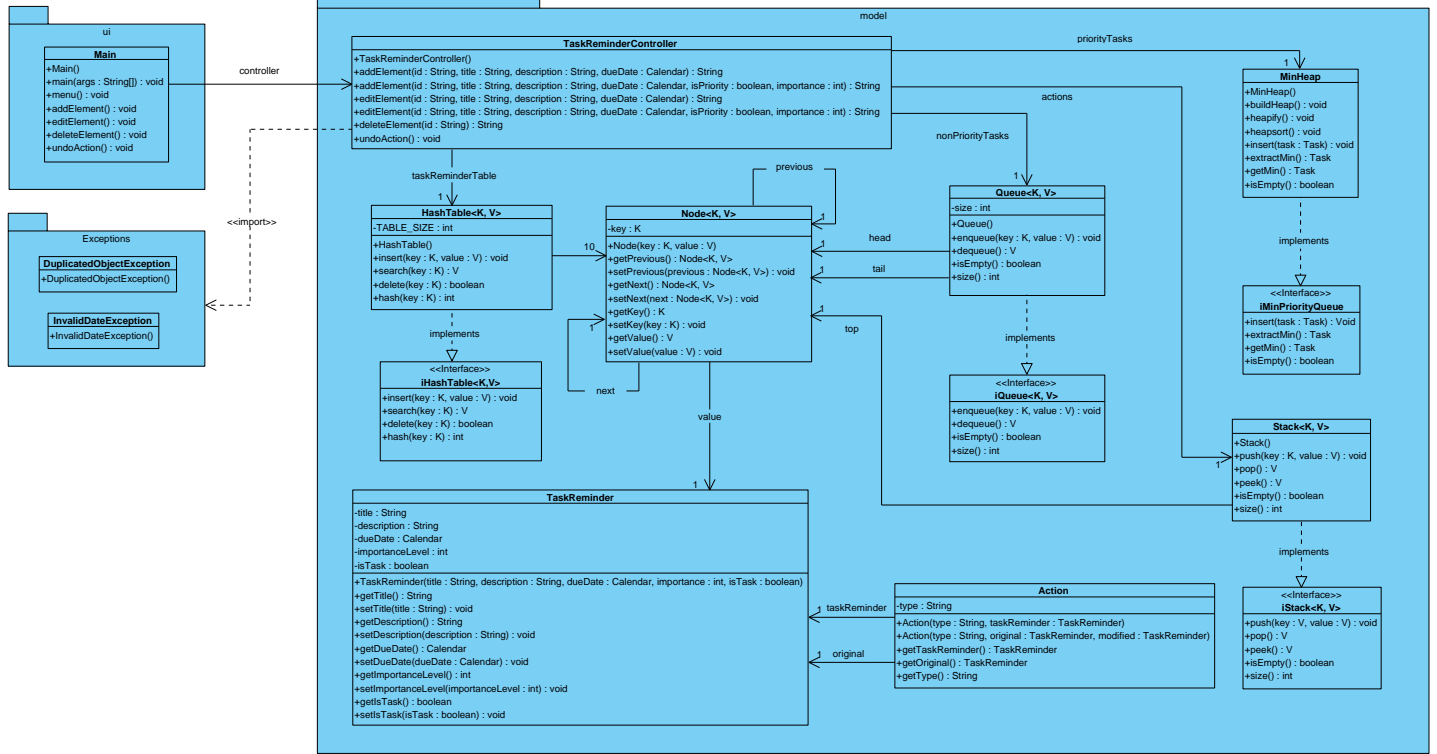 ui
Main
+Main()
+main(args : String[]) : void
+menu() : void
+addElement() : void
+editElement() : void
+deleteElement() : void
+undoAction() : void
controller
<<import>>
Exceptions
DuplicatedObjectException
+DuplicatedObjectException()
InvalidDateException
+InvalidDateException()
model
TaskReminderController
+TaskReminderController()
+addElement(id : String, title : String, description : String, dueDate : Calendar) : String
+addElement(id : String, title : String, description : String, dueDate : Calendar, isPriority : boolean, importance : int) : String
+editElement(id : String, title : String, description : String, dueDate : Calendar) : String
+editElement(id : String, title : String, description : String, dueDate : Calendar, isPriority : boolean, importance : int) : String
+deleteElement(id : String) : String
+undoAction() : void
priorityTasks
1
actions
nonPriorityTasks
1
taskReminderTable
1
MinHeap
+MinHeap()
+buildHeap() : void
+heapify() : void
+heapsort() : void
+insert(task : Task) : void
+extractMin() : Task
+getMin() : Task
+isEmpty() : boolean
implements
<<Interface>>
iMinPriorityQueue
+insert(task : Task) : Void
+extractMin() : Task
+getMin() : Task
+isEmpty() : boolean
HashTable<K, V>
-TABLE_SIZE : int
+HashTable()
+insert(key : K, value : V) : void
+search(key : K) : V
+delete(key : K) : boolean
+hash(key : K) : int
10
implements
<<Interface>>
iHashTable<K,V>
+insert(key : K, value : V) : void
+search(key : K) : V
+delete(key : K) : boolean
+hash(key : K) : int
previous
1
Node<K, V>
-key : K
+Node(key : K, value : V)
+getPrevious() : Node<K, V>
+setPrevious(previous : Node<K, V>) : void
+getNext() : Node<K, V>
+setNext(next : Node<K, V>) : void
+getKey() : K
+setKey(key : K) : void
+getValue() : V
+setValue(value : V) : void
1
next
head
1
tail
1
top
1
value
1
Queue<K, V>
-size : int
+Queue()
+enqueue(key : K, value : V) : void
+dequeue() : V
+isEmpty() : boolean
+size() : int
implements
<<Interface>>
iQueue<K, V>
+enqueue(key : K, value : V) : void
+dequeue() : V
+isEmpty() : boolean
+size() : int
1
Stack<K, V>
+Stack()
+push(key : K, value : V) : void
+pop() : V
+peek() : V
+isEmpty() : boolean
+size() : int
implements
<<Interface>>
iStack<K, V>
+push(key : V, value : V) : void
+pop() : V
+peek() : V
+isEmpty() : boolean
+size() : int
TaskReminder
-title : String
-description : String
-dueDate : Calendar
-importanceLevel : int
-isTask : boolean
+TaskReminder(title : String, description : String, dueDate : Calendar, importance : int, isTask : boolean)
+getTitle() : String
+setTitle(title : String) : void
+getDescription() : String
+setDescription(description : String) : void
+getDueDate() : Calendar
+setDueDate(dueDate : Calendar) : void
+getImportanceLevel() : int
+setImportanceLevel(importanceLevel : int) : void
+getIsTask() : boolean
+setIsTask(isTask : boolean) : void
1 taskReminder
1 original
Action
-type : String
+Action(type : String, taskReminder : TaskReminder)
+Action(type : String, original : TaskReminder, modified : TaskReminder)
+getTaskReminder() : TaskReminder
+getOriginal() : TaskReminder
+getType() : String